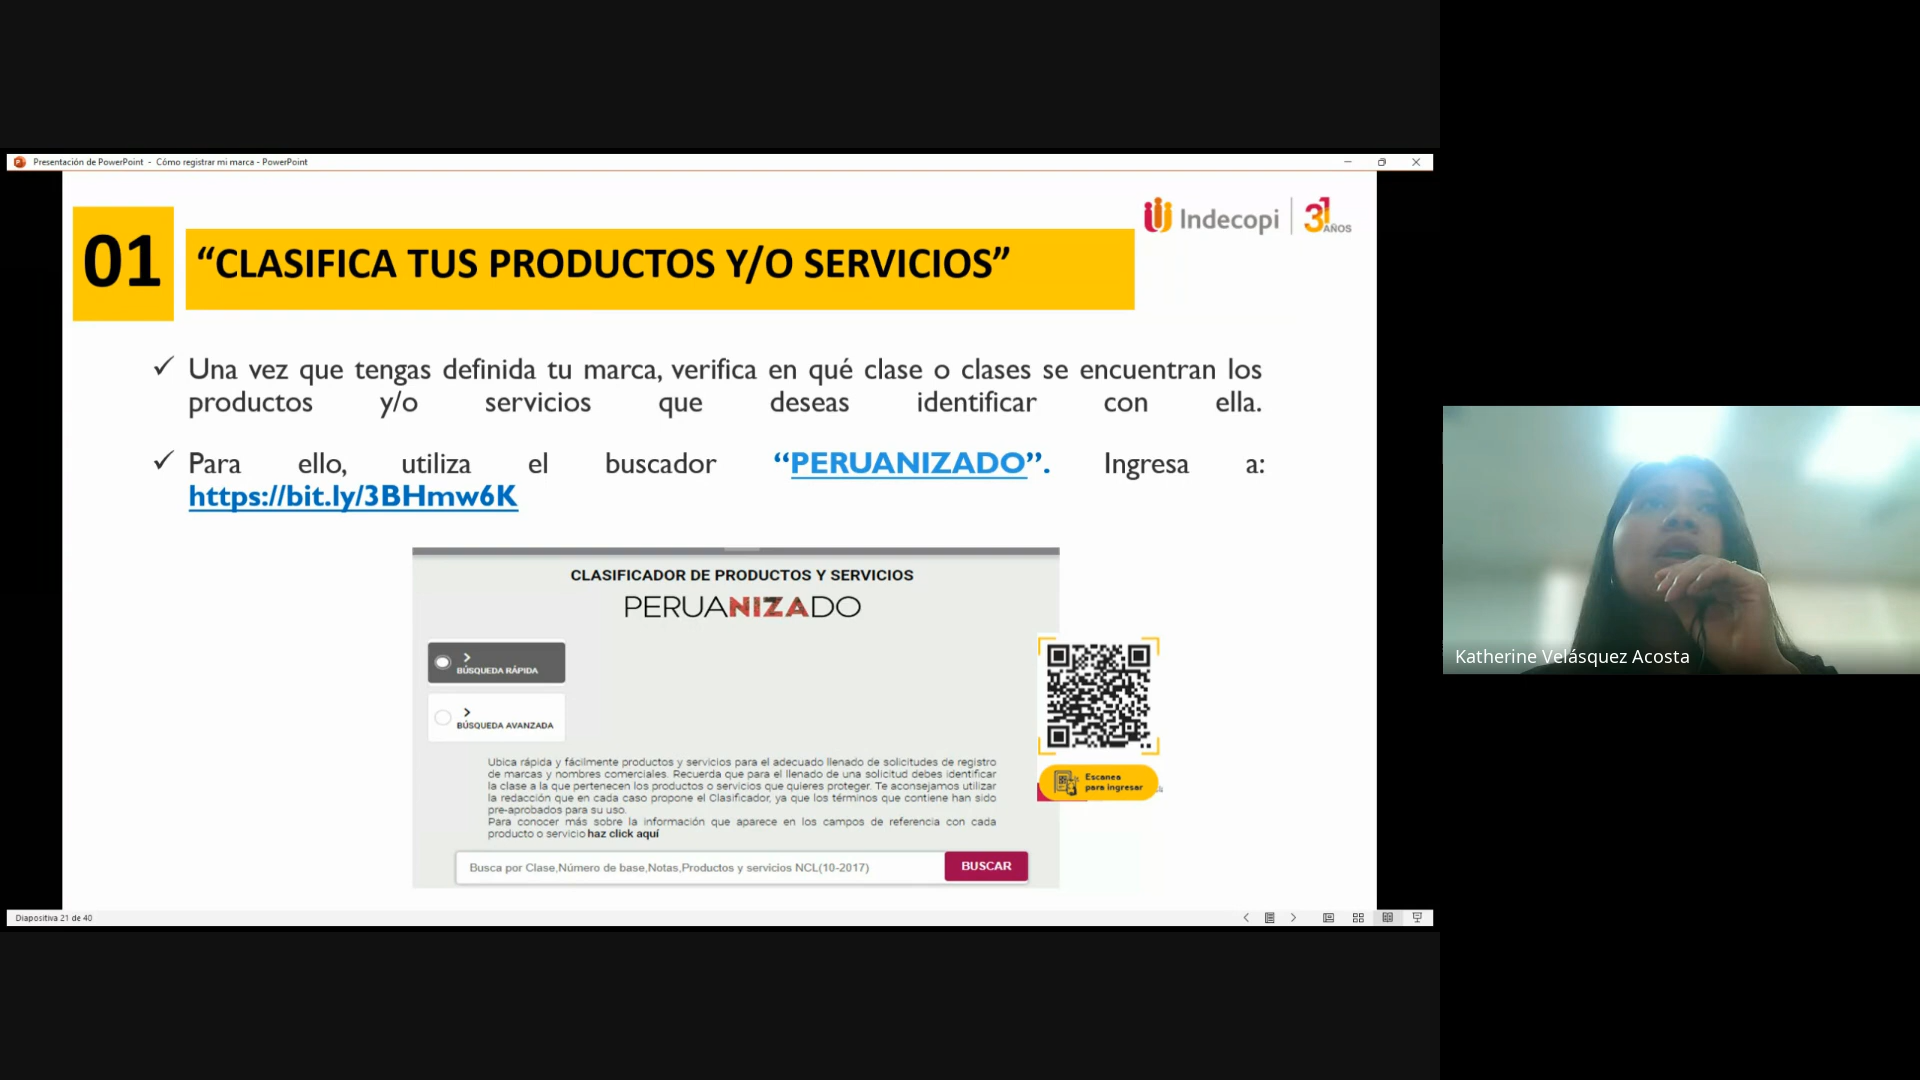 Presentación de PowerPoint - Cómo registrar mi marca - PowerPoint
Indecopi | 31 AÑOS
01 “CLASIFICA TUS PRODUCTOS Y/O SERVICIOS”
✓ Una vez que tengas definida tu marca, verifica en qué clase o clases se encuentran los
productos y/o servicios que deseas identificar con ella.
✓ Para ello, utiliza el buscador “PERUANIZADO”. Ingresa a:
https://bit.ly/3BHmw6K
CLASIFICADOR DE PRODUCTOS Y SERVICIOS
PERUANIZADO
BÚSQUEDA RÁPIDA
BÚSQUEDA AVANZADA
Ubica rápida y fácilmente productos y servicios para el adecuado llenado de solicitudes de registro
de marcas y nombres comerciales. Recuerda que para el llenado de una solicitud debes identificar
la clase a la que pertenecen los productos o servicios que quieres proteger. Te aconsejamos utilizar
la redacción que en cada caso propone el Clasificador, ya que los términos que contiene han sido
pre-aprobados para su uso.
Para conocer más sobre la información que aparece en los campos de referencia con cada
producto o servicio haz click aquí
Busca por Clase,Número de base,Notas,Productos y servicios NCL(10-2017)
BUSCAR
Escanea
para ingresar
Katherine Velásquez Acosta
Diapositiva 21 de 40